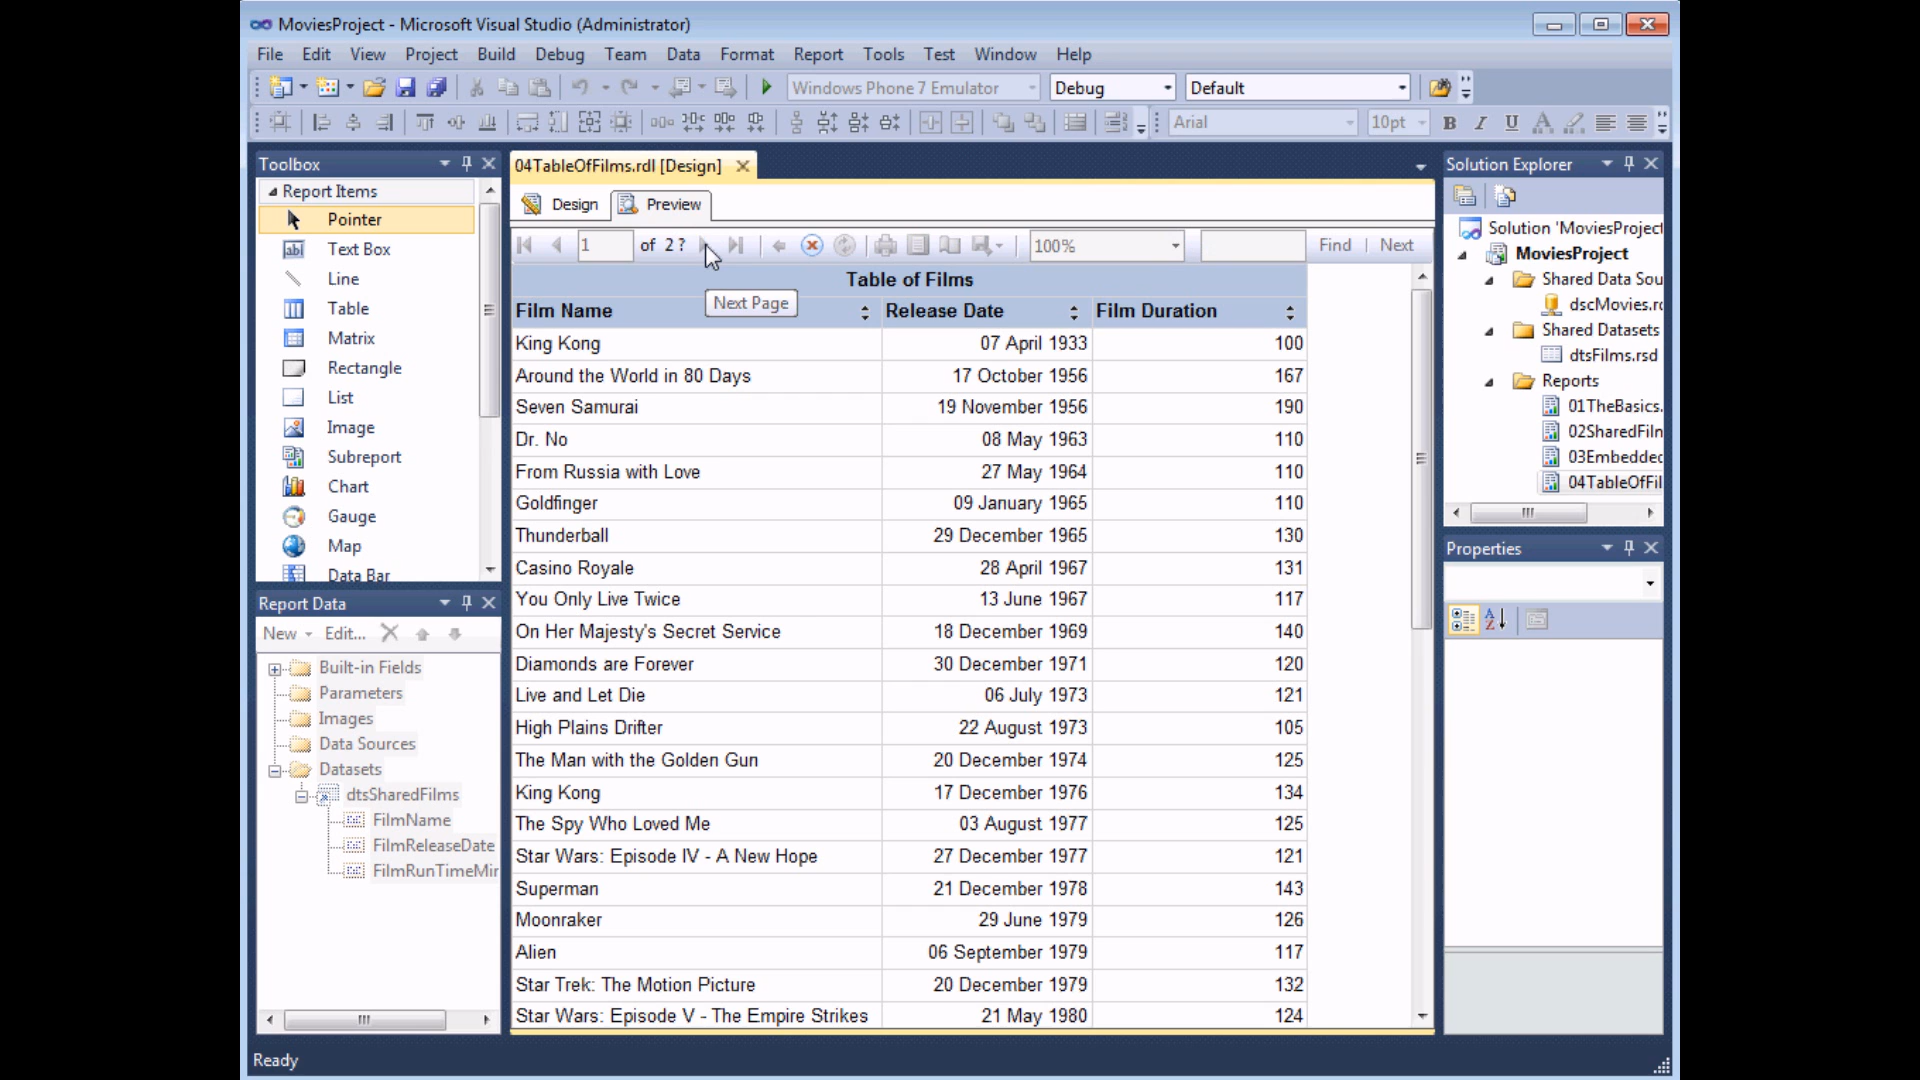 MoviesProject - Microsoft Visual Studio (Administrator)
File Edit View Project Build Debug Team Data Format Report Tools Test Window Help
Windows Phone 7 Emulator Debug Default
Arial 10pt B I U A
Toolbox
Report Items
Pointer
Text Box
Line
Table
Matrix
Rectangle
List
Image
Subreport
Chart
Gauge
Map
Data Bar
Report Data
New Edit...
Built-in Fields
Parameters
Images
Data Sources
Datasets
dtsSharedFilms
FilmName
FilmReleaseDate
FilmRunTimeMin
04TableOfFilms.rdl [Design]
Design Preview
1 of 2 ? 100% Find | Next
Next Page
Table of Films
Film Name Release Date Film Duration
King Kong 07 April 1933 100
Around the World in 80 Days 17 October 1956 167
Seven Samurai 19 November 1956 190
Dr. No 08 May 1963 110
From Russia with Love 27 May 1964 110
Goldfinger 09 January 1965 110
Thunderball 29 December 1965 130
Casino Royale 28 April 1967 131
You Only Live Twice 13 June 1967 117
On Her Majesty's Secret Service 18 December 1969 140
Diamonds are Forever 30 December 1971 120
Live and Let Die 06 July 1973 121
High Plains Drifter 22 August 1973 105
The Man with the Golden Gun 20 December 1974 125
King Kong 17 December 1976 134
The Spy Who Loved Me 03 August 1977 125
Star Wars: Episode IV - A New Hope 27 December 1977 121
Superman 21 December 1978 143
Moonraker 29 June 1979 126
Alien 06 September 1979 117
Star Trek: The Motion Picture 20 December 1979 132
Star Wars: Episode V - The Empire Strikes 21 May 1980 124
Solution Explorer
Solution 'MoviesProject
MoviesProject
Shared Data Sou
dscMovies.rd
Shared Datasets
dtsFilms.rsd
Reports
01TheBasics.
02SharedFiln
03Embedded
04TableOfFil
Properties
Ready